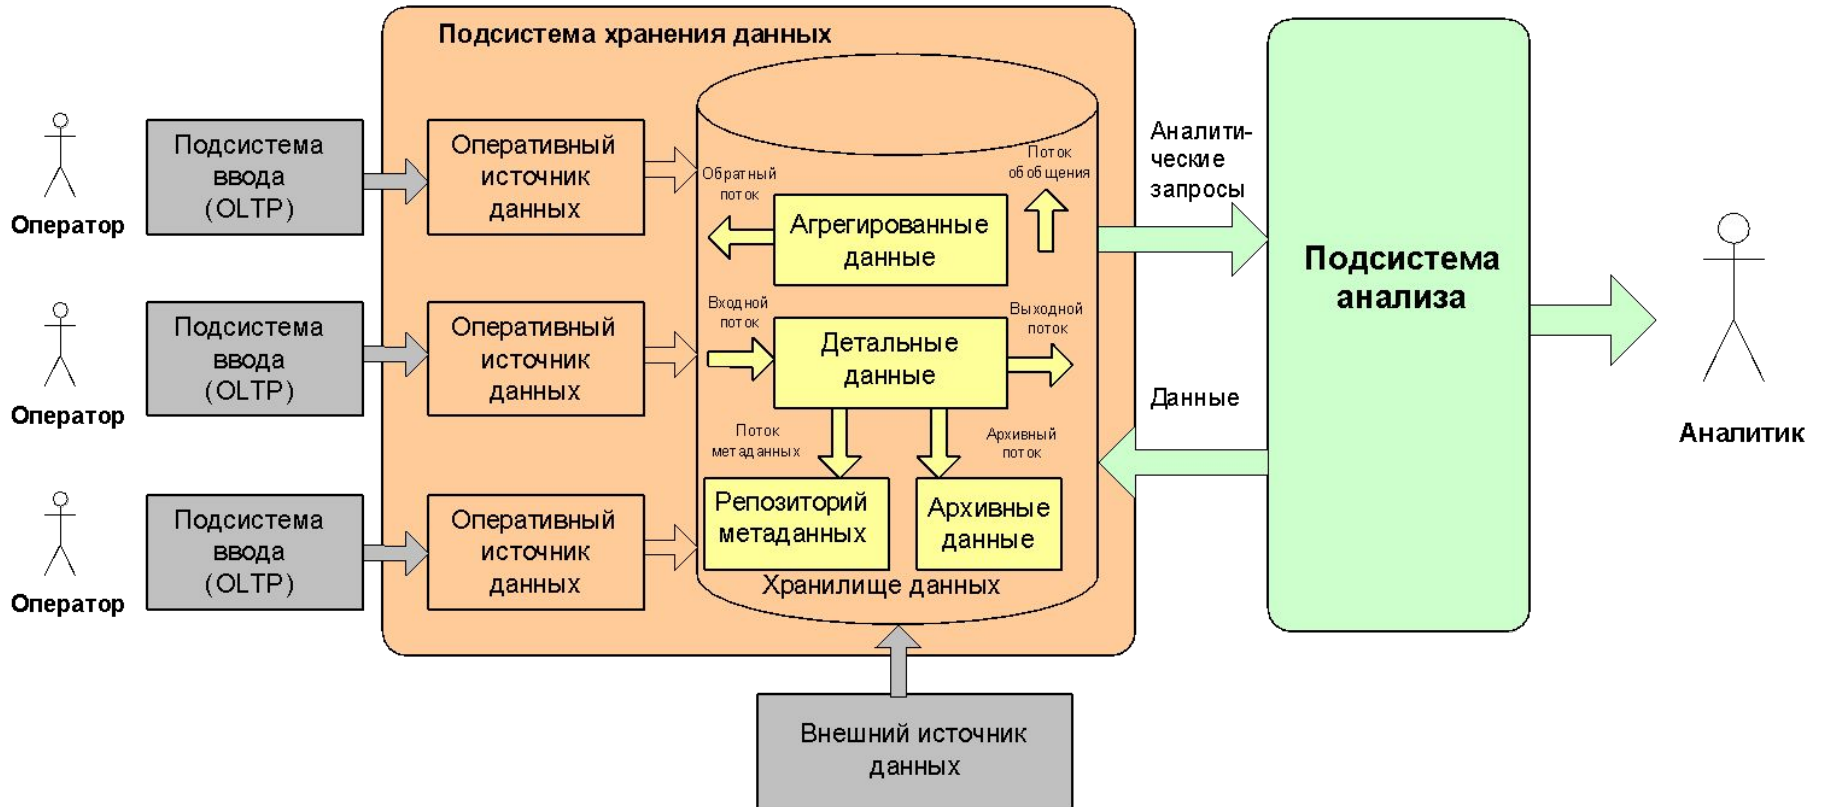 Подсистема хранения данных
Оператор
Подсистема
ввода
(OLTP)
Оперативный
источник
данных
Оператор
Подсистема
ввода
(OLTP)
Оперативный
источник
данных
Оператор
Подсистема
ввода
(OLTP)
Оперативный
источник
данных
Обратный
поток
Поток
обобщения
Агрегированные
данные
Входной
поток
Выходной
поток
Детальные
данные
Поток
метаданных
Архивный
поток
Репозиторий
метаданных
Архивные
данные
Хранилище данных
Внешний источник
данных
Аналити-
ческие
запросы
Данные
Подсистема
анализа
Аналитик